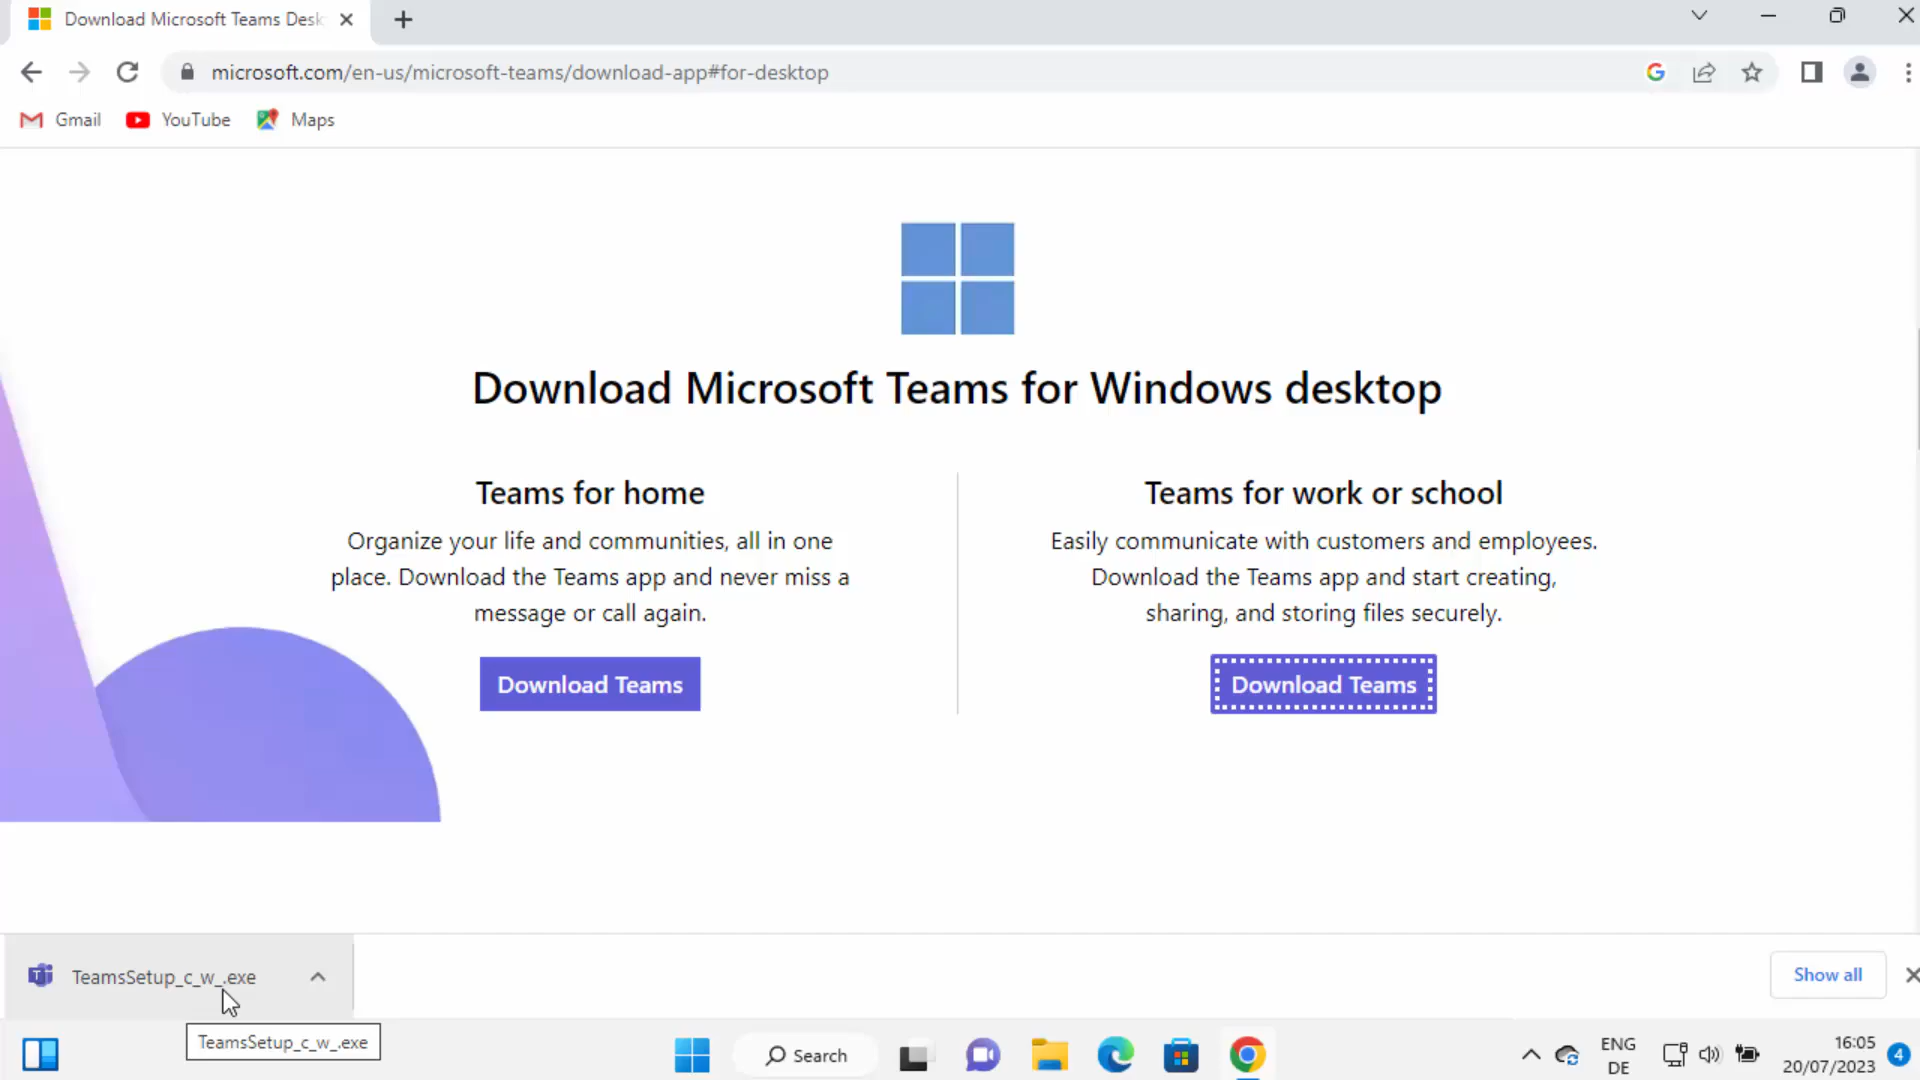 Download Microsoft Teams Desk
microsoft.com/en-us/microsoft-teams/download-app#for-desktop
Gmail
YouTube
Maps
Download Microsoft Teams for Windows desktop
Teams for home
Organize your life and communities, all in one
place. Download the Teams app and never miss a
message or call again.
Download Teams
Teams for work or school
Easily communicate with customers and employees.
Download the Teams app and start creating,
sharing, and storing files securely.
Download Teams
TeamsSetup_c_w_.exe
Show all
TeamsSetup_c_w_.exe
Search
ENG
DE
16:05
20/07/2023
4